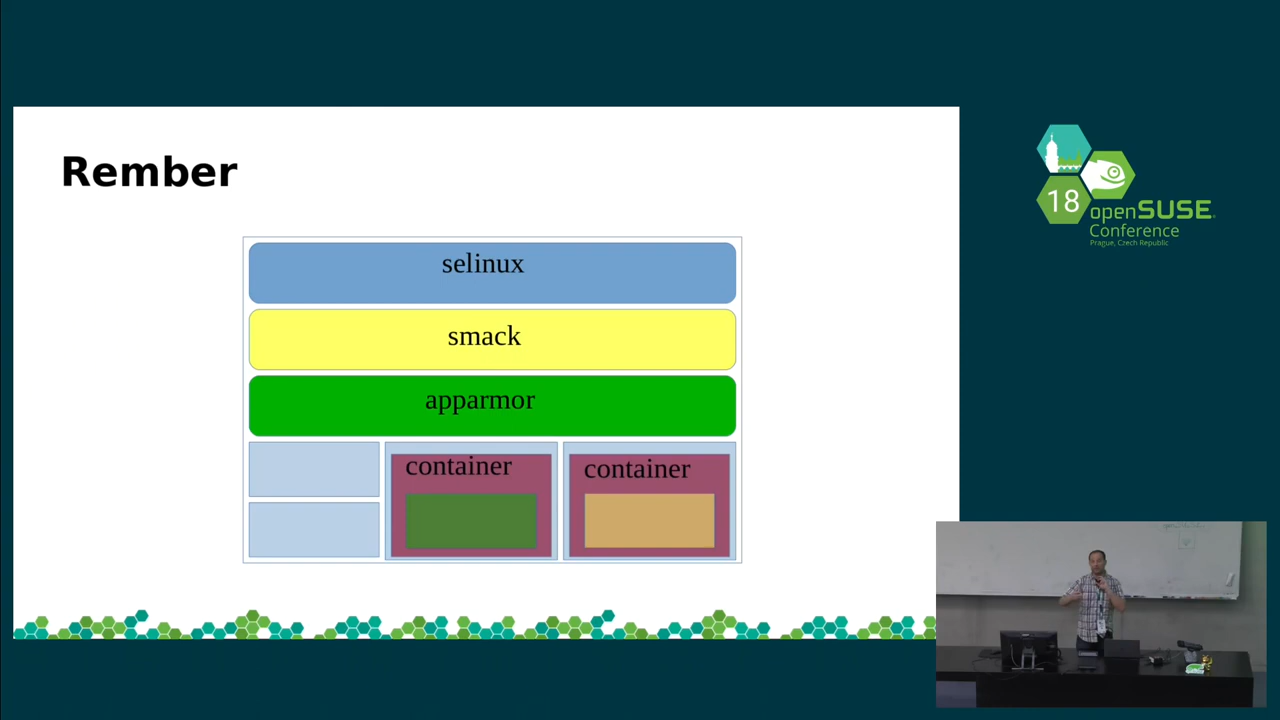 Rember
selinux
smack
apparmor
container
container
18
openSUSE
Conference
Prague, Czech Republic